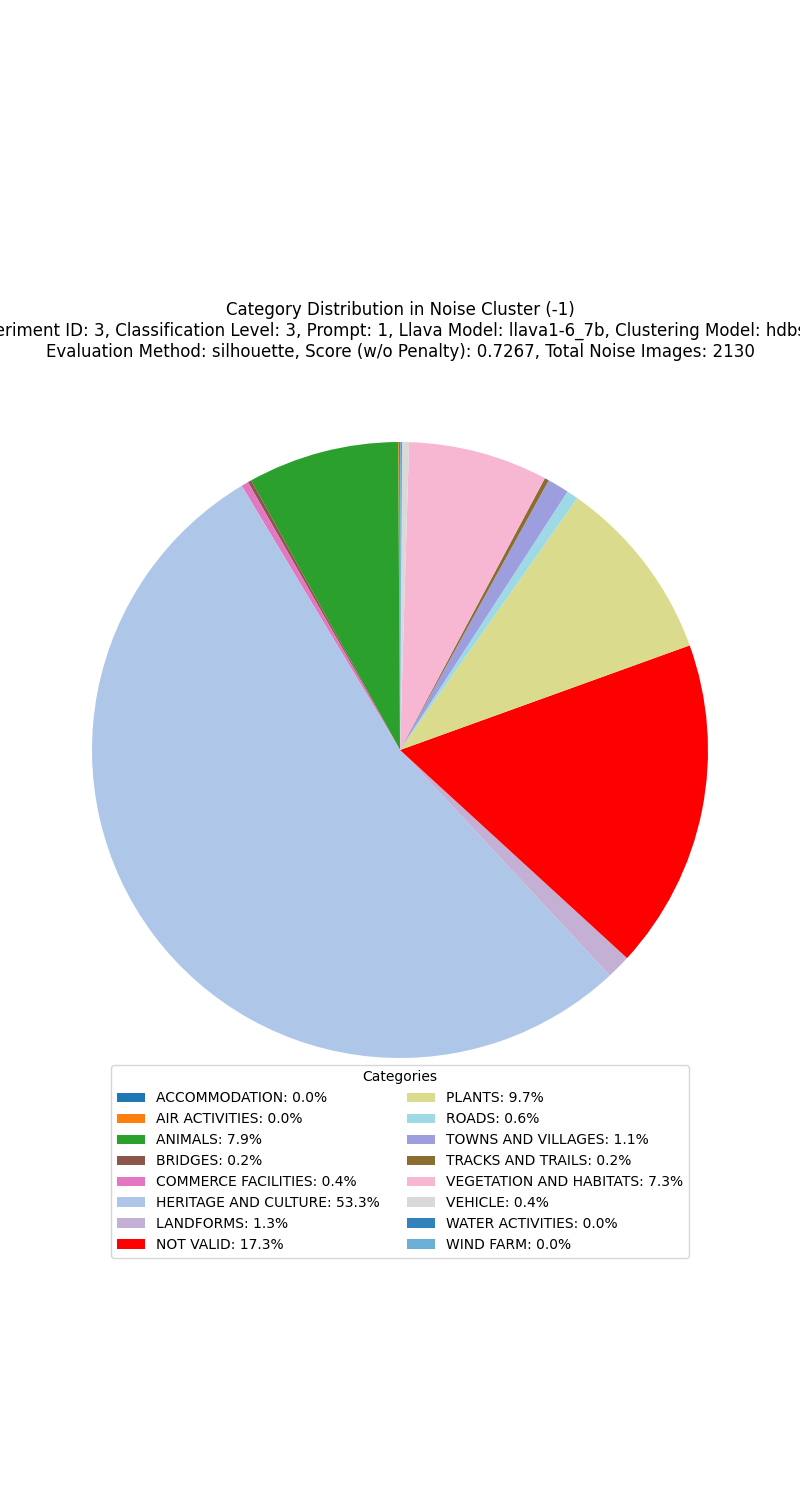 Category Distribution in Noise Cluster (-1)
ID: 3, Classification Level: 3, Prompt: 1, Llava Model: llava1-6_7b, Clustering Model:
Evaluation Method: silhouette, Score (w/o Penalty): 0.7267, Total Noise Images: 2130
Categories
ACCOMMODATION: 0.0%
AIR ACTIVITIES: 0.0%
ANIMALS: 7.9%
BRIDGES: 0.2%
COMMERCE FACILITIES: 0.4%
HERITAGE AND CULTURE: 53.3%
LANDFORMS: 1.3%
NOT VALID: 17.3%
PLANTS: 9.7%
ROADS: 0.6%
TOWNS AND VILLAGES: 1.1%
TRACKS AND TRAILS: 0.2%
VEGETATION AND HABITATS: 7.3%
VEHICLE: 0.4%
WATER ACTIVITIES: 0.0%
WIND FARM: 0.0%